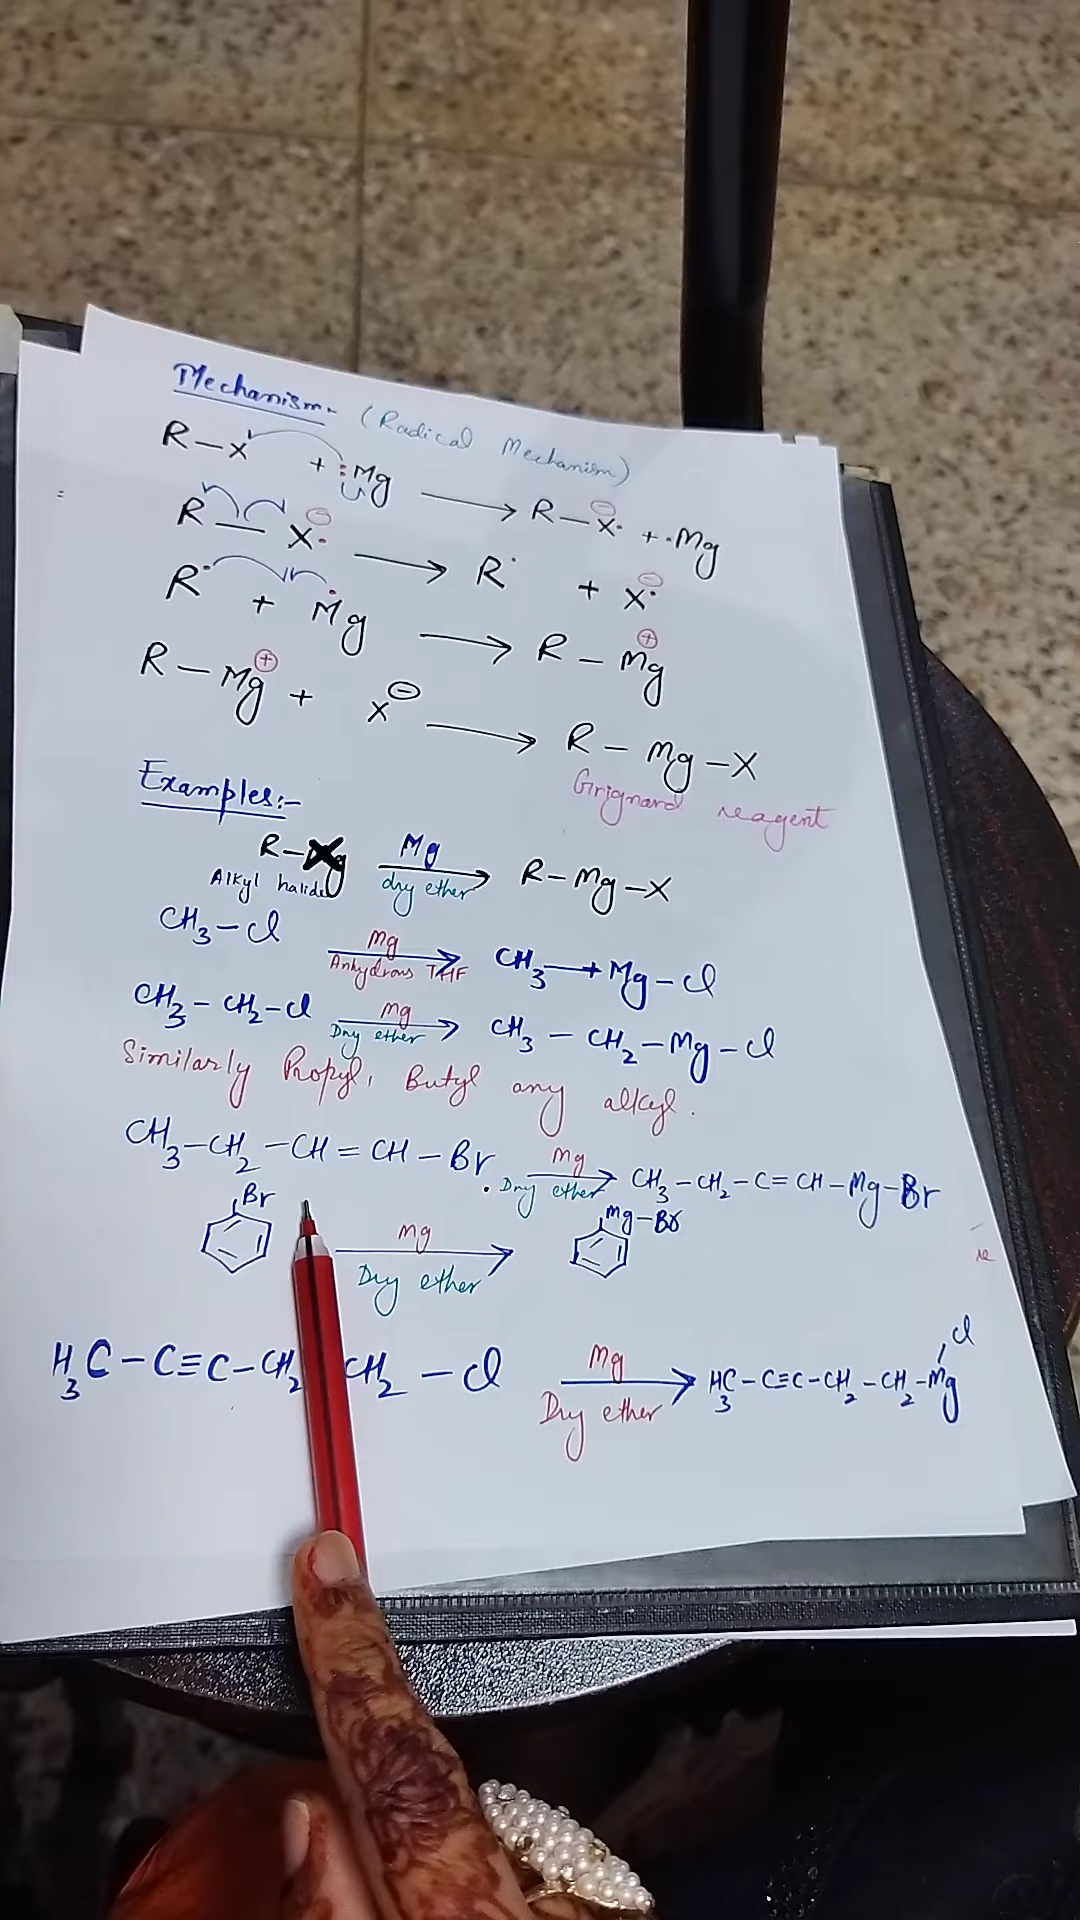 Mechanism:- (Radical Mechanism)
R – X + :Mg ⟶ R – X⊖. + .Mg
R – X⊖. ⟶ R. + X⊖.
R. + Mg. ⟶ R – Mg⊕
R – Mg⊕ + X⊖ ⟶ R – Mg – X
Grignard reagent
Examples:-
R – X Mg dry ether ⟶ R – Mg – X
Alkyl halide
CH₃ – Cl Mg Anhydrous THF ⟶ CH₃ ⟶ Mg – Cl
CH₃ – CH₂ – Cl Mg Dry ether ⟶ CH₃ – CH₂ – Mg – Cl
Similarly Propyl, Butyl any alkyl.
CH₃ – CH₂ – CH = CH – Br. Mg Dry ether ⟶ CH₃ – CH₂ – C = CH – Mg – Br
Br Mg Dry ether ⟶ Mg – Br
H₃C – C ≡ C – CH₂ CH₂ – Cl Mg Dry ether ⟶ H₃C – C ≡ C – CH₂ – CH₂ – Mg – Cl